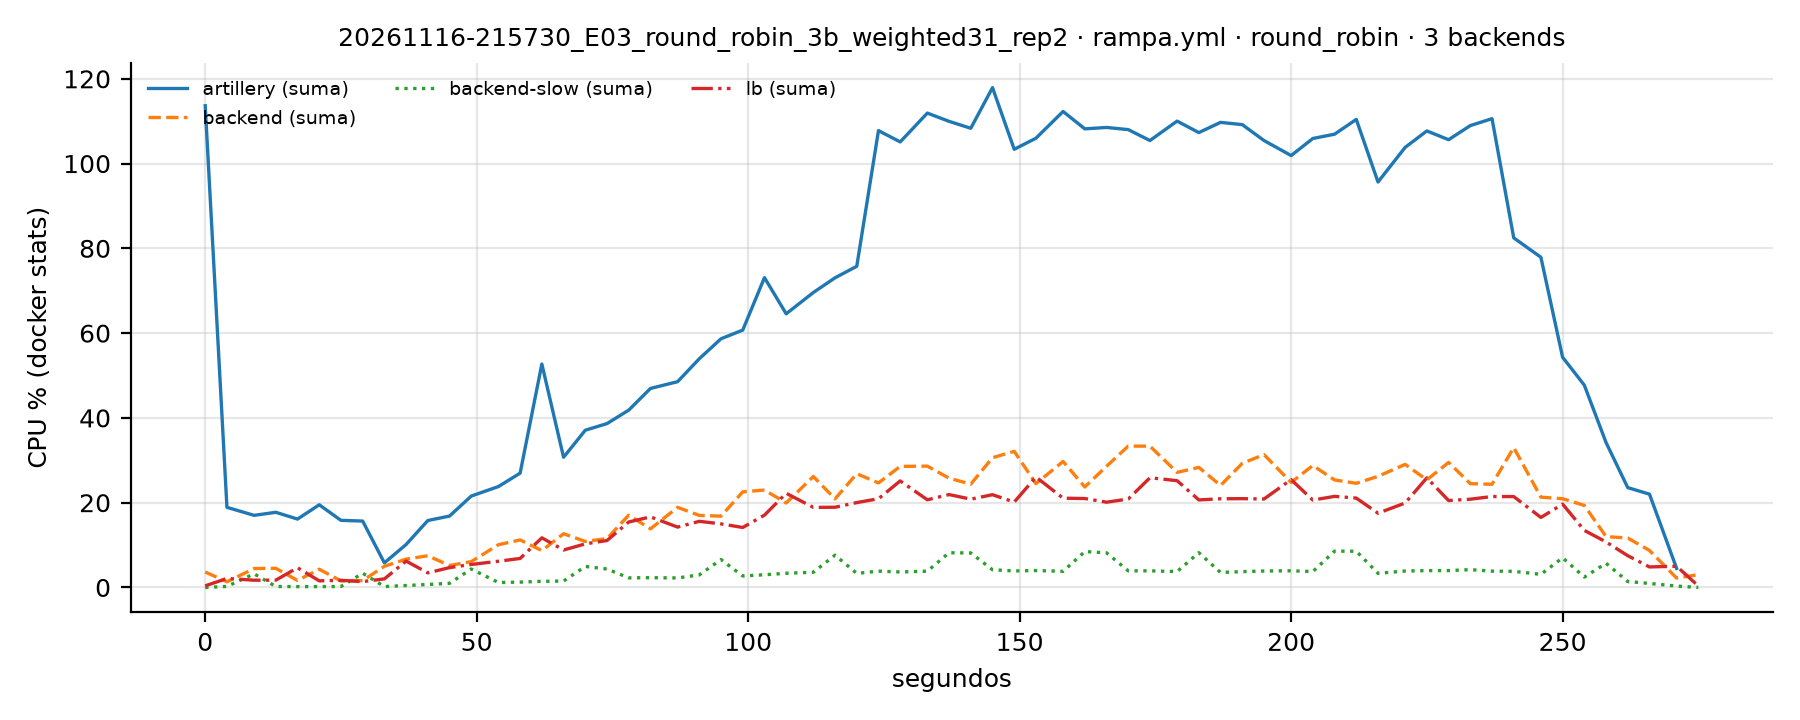 20261116-215730_E03_round_robin_3b_weighted31_rep2 · rampa.yml · round_robin · 3 backends
artillery (suma)
backend (suma)
backend-slow (suma)
lb (suma)
CPU % (docker stats)
120
100
80
60
40
20
0
0 50 100 150 200 250
segundos